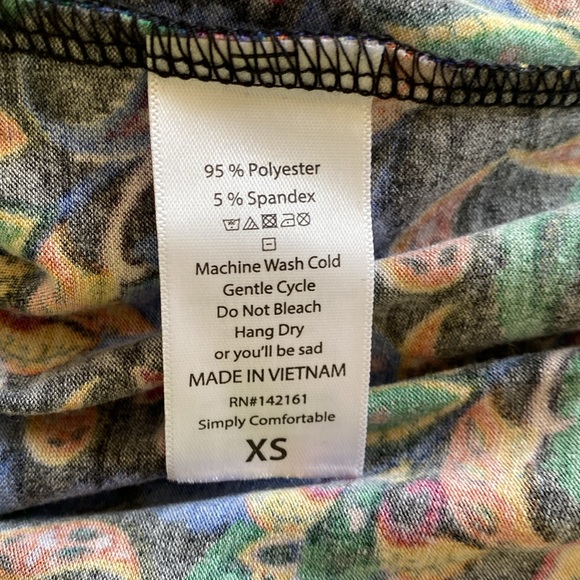 95 % Polyester
5 % Spandex
Machine Wash Cold
Gentle Cycle
Do Not Bleach
Hang Dry
or you'll be sad
MADE IN VIETNAM
RN#142161
Simply Comfortable
XS